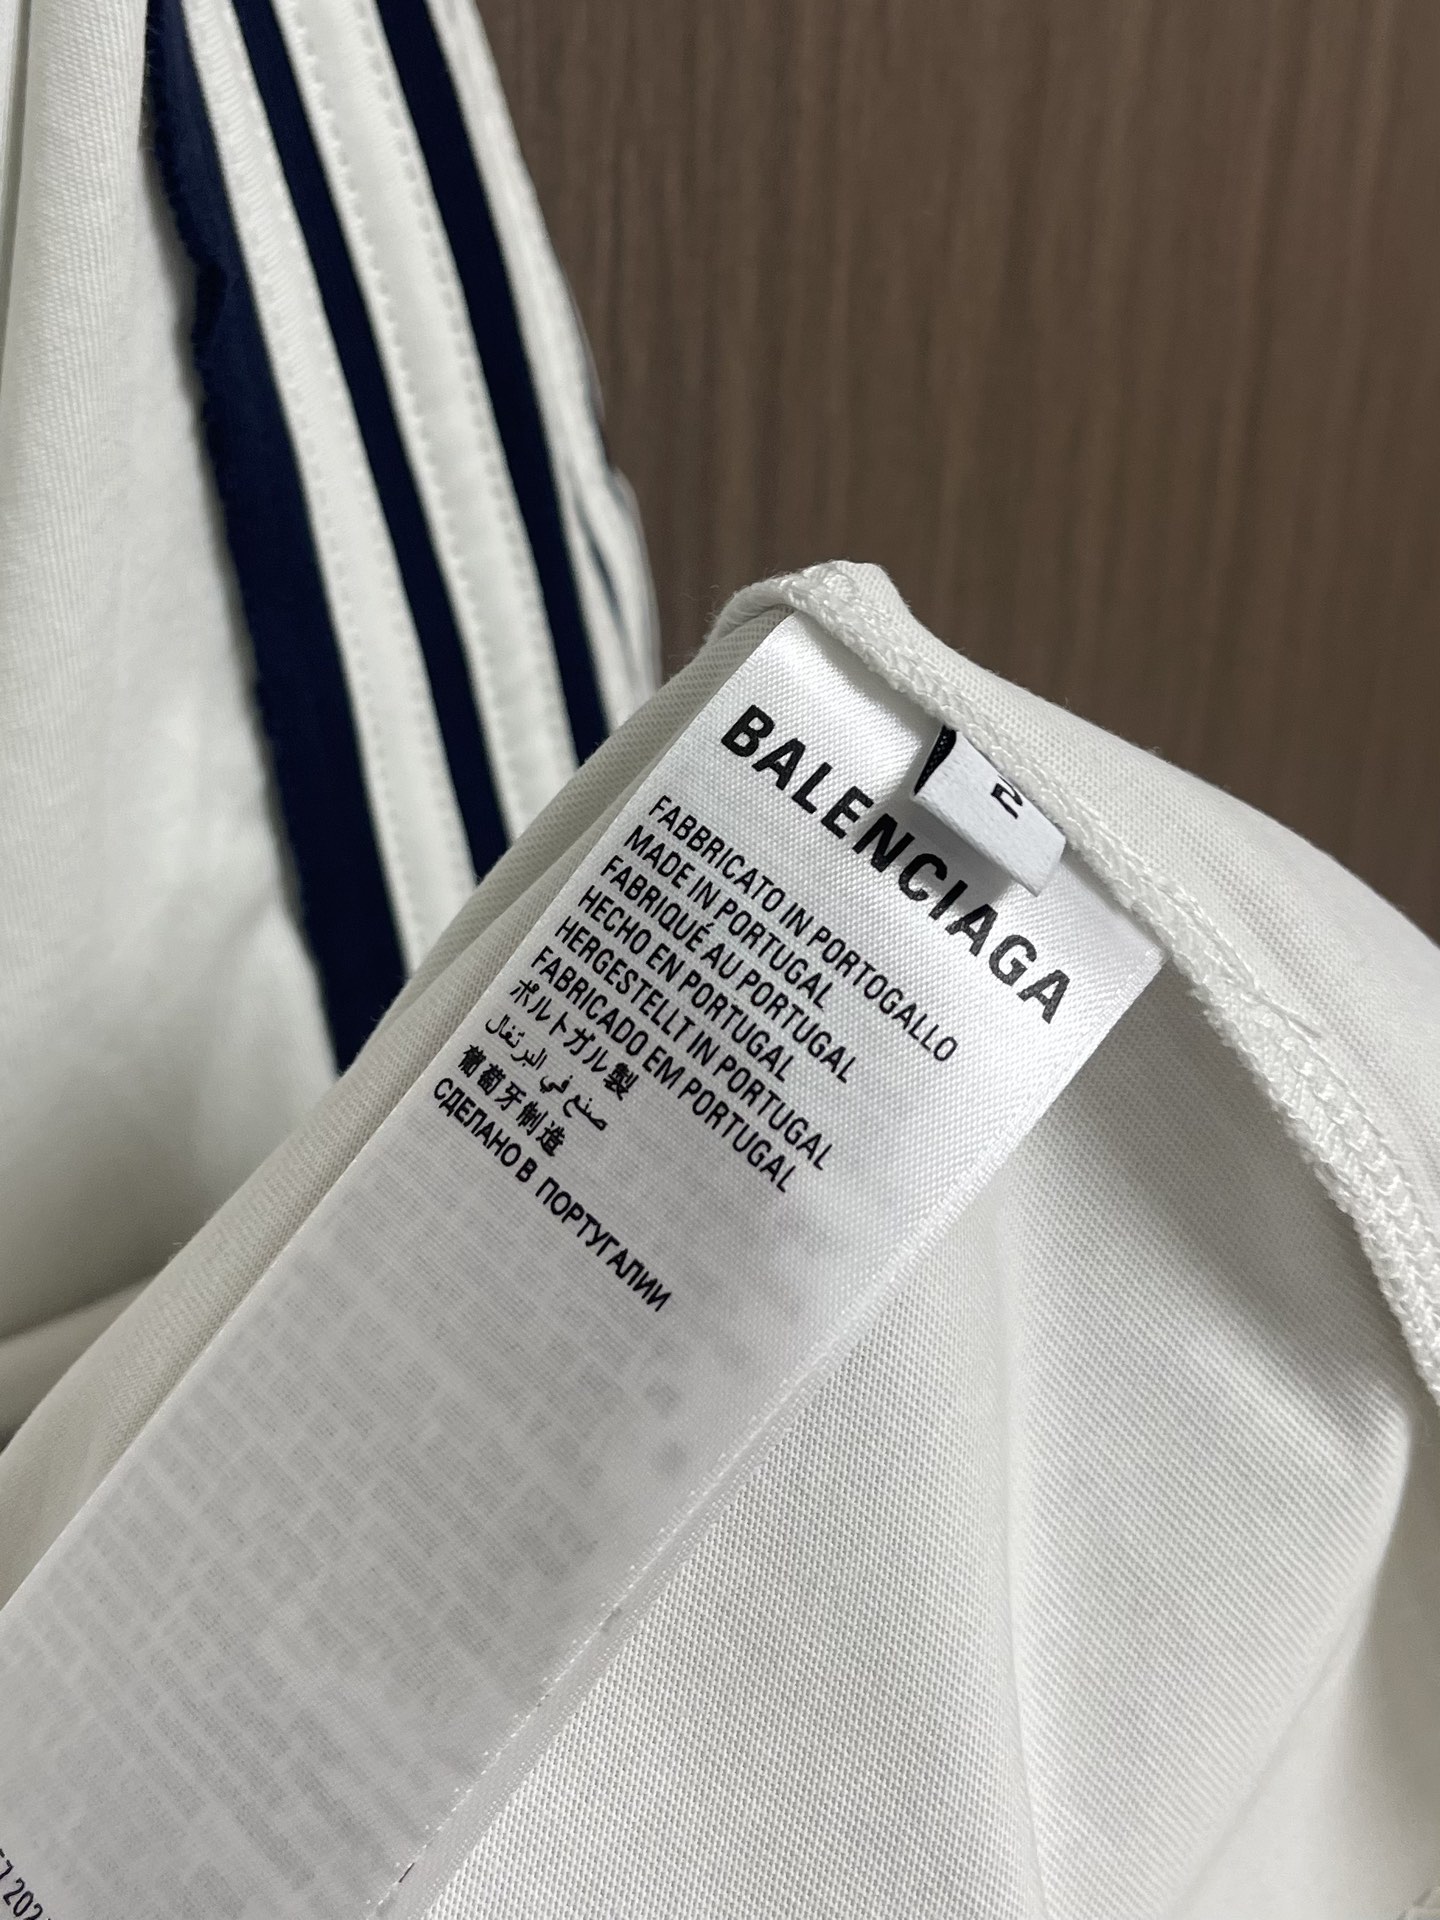 BALENCIAGA
2
FABBRICATO IN PORTOGALLO
MADE IN PORTUGAL
FABRIQUÉ AU PORTUGAL
HECHO EN PORTUGAL
HERGESTELLT IN PORTUGAL
FABRICADO EM PORTUGAL
ポルトガル製
صنع في البرتغال
葡萄牙制造
СДЕЛАНО В ПОРТУГАЛИИ